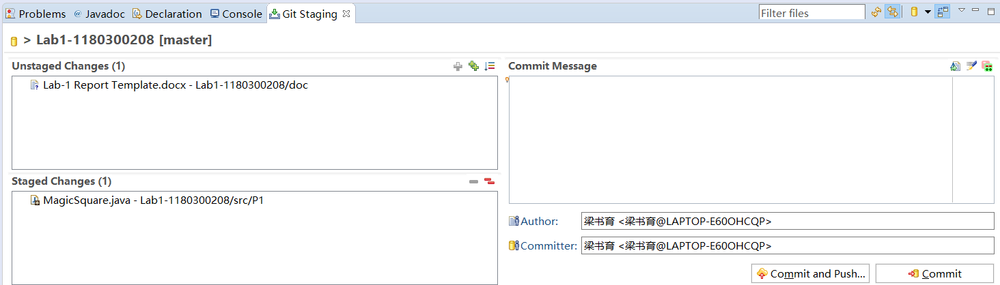 Problems @ Javadoc Declaration Console Git Staging
Filter files
> Lab1-1180300208 [master]
Unstaged Changes (1)
Lab-1 Report Template.docx - Lab1-1180300208/doc
Staged Changes (1)
MagicSquare.java - Lab1-1180300208/src/P1
Commit Message
Author: 梁书育 <梁书育@LAPTOP-E60OHCQP>
Committer: 梁书育 <梁书育@LAPTOP-E60OHCQP>
Commit and Push... Commit